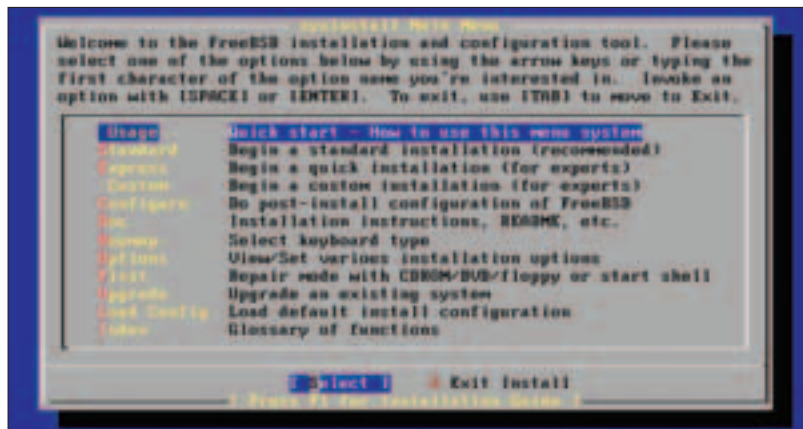 sysinstall Main Menu
Welcome to the FreeBSD installation and configuration tool. Please
select one of the options below by using the arrow keys or typing the
first character of the option name you're interested in. Invoke an
option with [SPACE] or [ENTER]. To exit, use [TAB] to move to Exit.
Usage Quick start - How to use this menu system
Standard Begin a standard installation (recommended)
Express Begin a quick installation (for experts)
Custom Begin a custom installation (for experts)
Configure Do post-install configuration of FreeBSD
Doc Installation instructions, README, etc.
Keymap Select keyboard type
Options View/Set various installation options
Fixit Repair mode with CDROM/DVD/floppy or start shell
Upgrade Upgrade an existing system
Load Config Load default install configuration
Index Glossary of functions
[ Select ] X Exit Install
[ Press F1 for Installation Guide ]